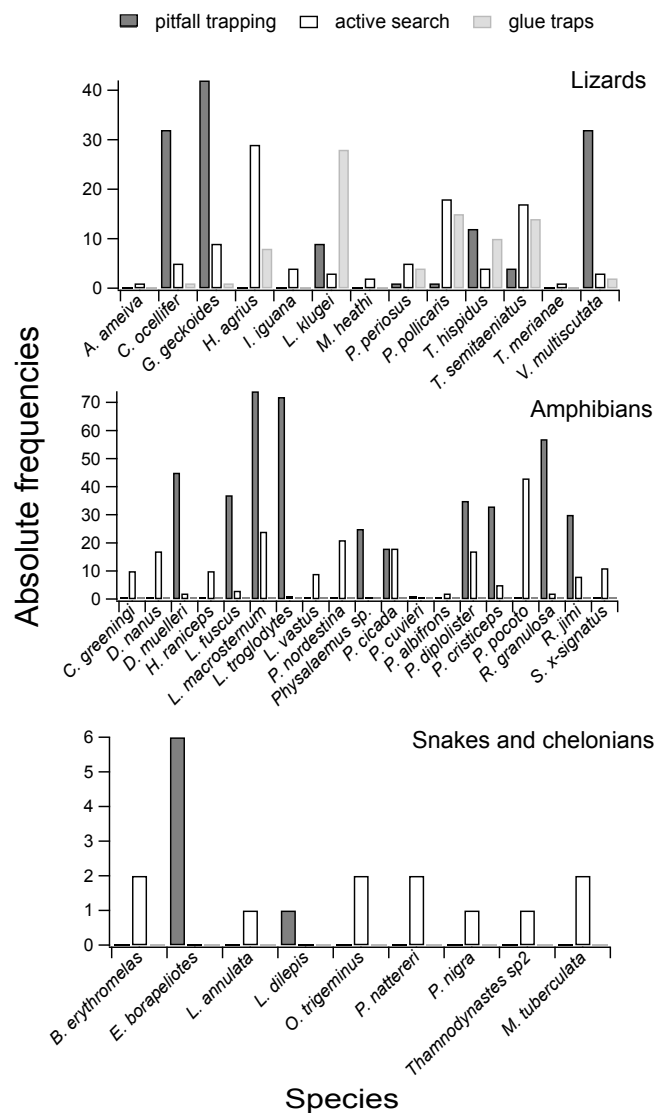 pitfall trapping active search glue traps
Lizards
40
30
20
10
0
A. ameiva
C. ocellifer
G. geckoides
H. agrius
I. iguana
L. klugei
M. heathi
P. periosus
P. pollicaris
T. hispidus
T. semitaeniatus
T. merianae
V. multiscutata
Absolute frequencies
Amphibians
70
60
50
40
30
20
10
0
C. greeningi
D. nanus
D. muelleri
H. raniceps
L. fuscus
L. macrosternum
L. troglodytes
L. vastus
P. nordestina
Physalaemus sp.
P. cicada
P. cuvieri
P. albifrons
P. diplolister
P. cristiceps
P. pocoto
R. granulosa
R. jimi
S. x-signatus
Snakes and chelonians
6
5
4
3
2
1
0
B. erythromelas
E. borapeliotes
L. annulata
L. dilepis
O. trigeminus
P. nattereri
P. nigra
Thamnodynastes sp2
M. tuberculata
Species